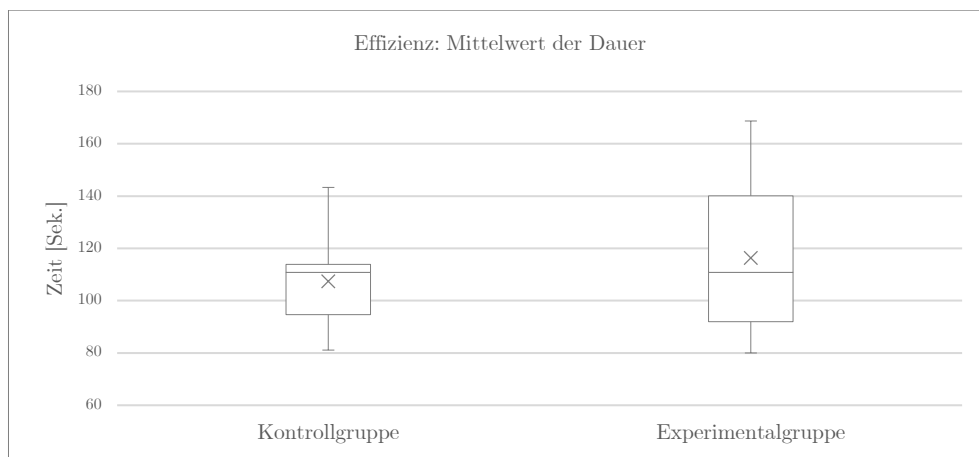 Effizienz: Mittelwert der Dauer
180
160
140
120
100
80
60
Zeit [Sek.]
Kontrollgruppe
Experimentalgruppe